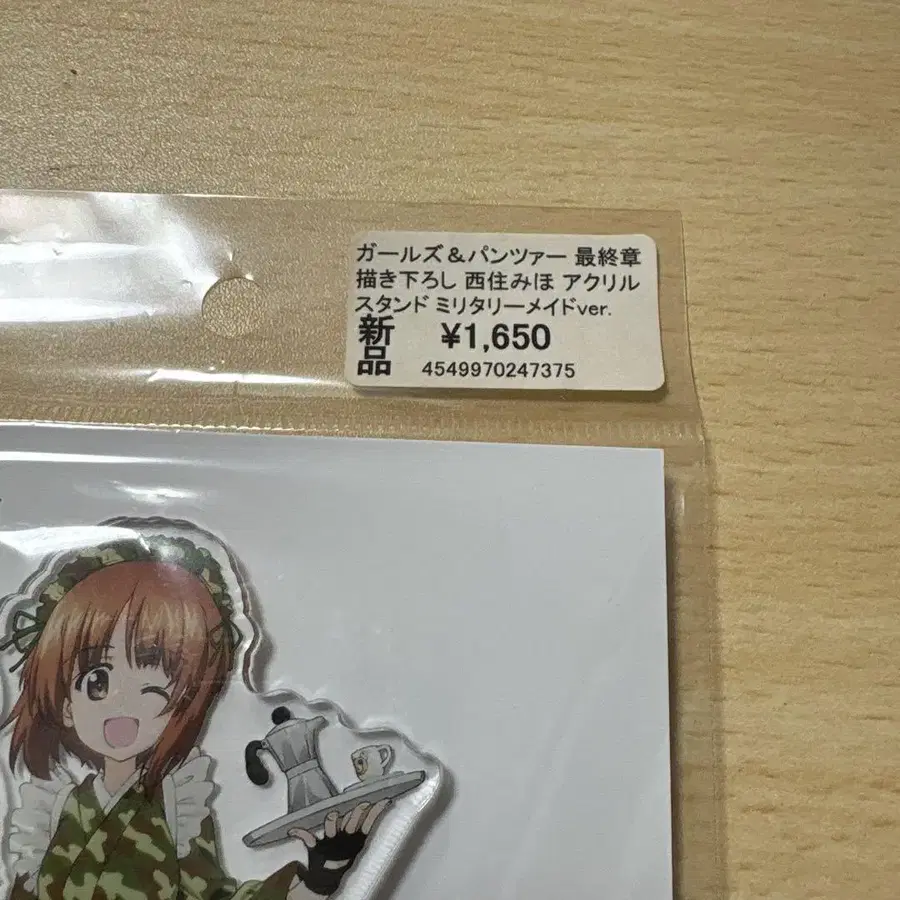 ガールズ＆パンツァー 最終章
描き下ろし 西住みほ アクリル
スタンド ミリタリーメイドver.
新品 ¥1,650
4549970247375